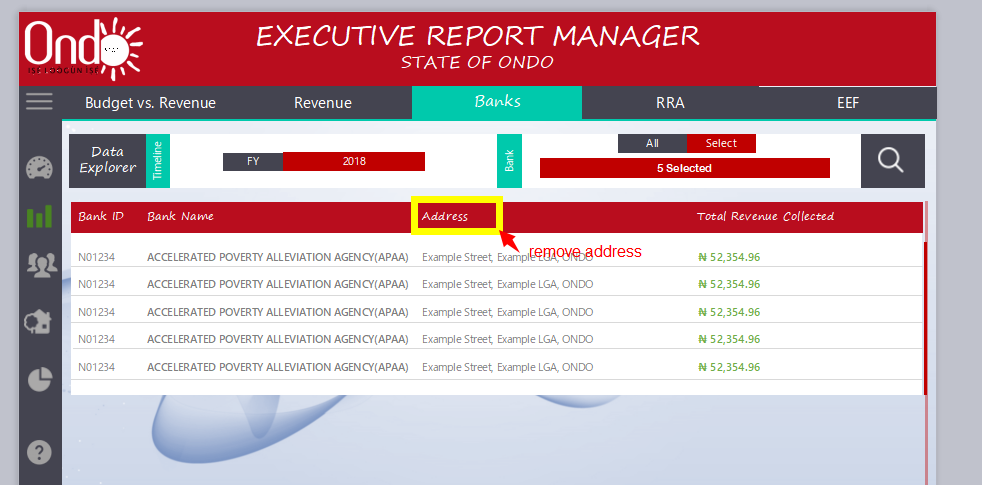 Ondo
EXECUTIVE REPORT MANAGER
STATE OF ONDO
Budget vs. Revenue Revenue Banks RRA EEF
Data Explorer
Timeline
FY 2018
Bank
All Select
5 Selected
Bank ID Bank Name Address Total Revenue Collected
remove address
N01234 ACCELERATED POVERTY ALLEVIATION AGENCY(APAA) Example Street, Example LGA, ONDO ₦ 52,354.96
N01234 ACCELERATED POVERTY ALLEVIATION AGENCY(APAA) Example Street, Example LGA, ONDO ₦ 52,354.96
N01234 ACCELERATED POVERTY ALLEVIATION AGENCY(APAA) Example Street, Example LGA, ONDO ₦ 52,354.96
N01234 ACCELERATED POVERTY ALLEVIATION AGENCY(APAA) Example Street, Example LGA, ONDO ₦ 52,354.96
N01234 ACCELERATED POVERTY ALLEVIATION AGENCY(APAA) Example Street, Example LGA, ONDO ₦ 52,354.96
?